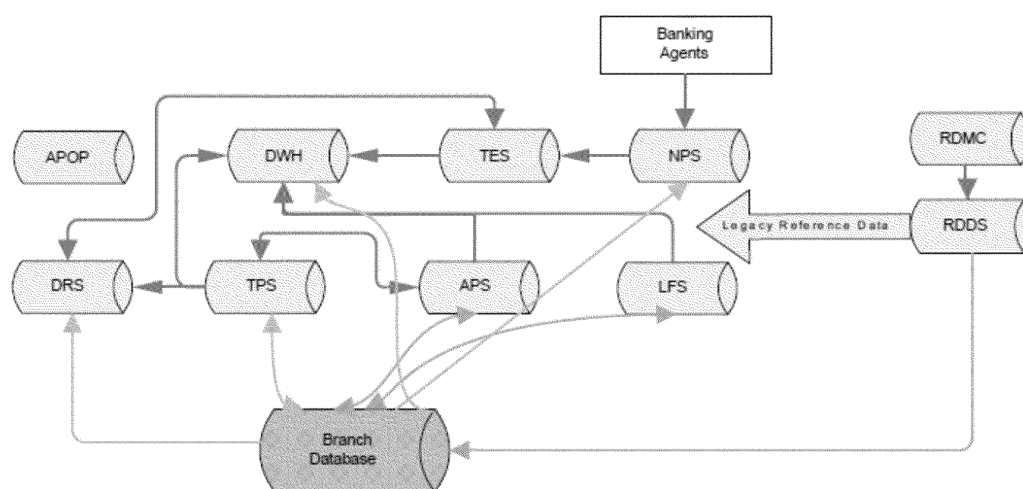 Banking
Agents
APOP
DWH
TES
NPS
RDMC
Legacy Reference Data
RDDS
DRS
TPS
APS
LFS
Branch
Database